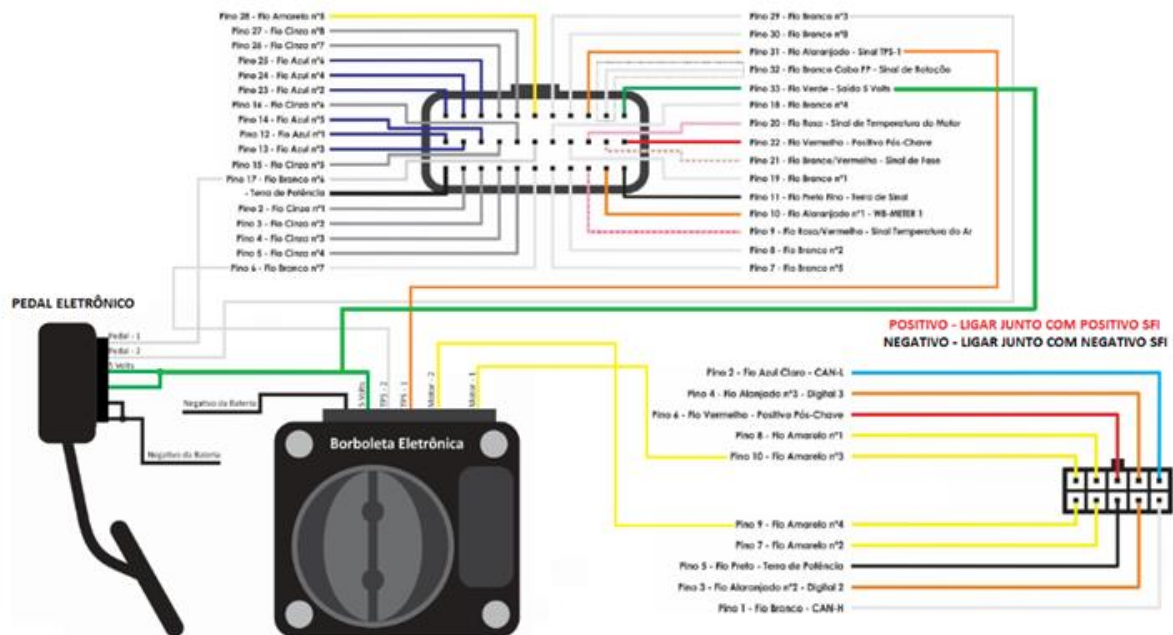 Pino 28 - Fio Amarelo nº5
Pino 27 - Fio Cinza nº8
Pino 26 - Fio Cinza nº7
Pino 25 - Fio Azul nº6
Pino 24 - Fio Azul nº4
Pino 23 - Fio Azul nº2
Pino 16 - Fio Cinza nº6
Pino 14 - Fio Azul nº5
Pino 12 - Fio Azul nº1
Pino 13 - Fio Azul nº3
Pino 15 - Fio Cinza nº5
Pino 17 - Fio Branco nº6
- Terra de Potência
Pino 2 - Fio Cinza nº1
Pino 3 - Fio Cinza nº2
Pino 4 - Fio Cinza nº3
Pino 5 - Fio Cinza nº4
Pino 6 - Fio Branco nº7
Pino 29 - Fio Branco nº3
Pino 30 - Fio Branco nº8
Pino 31 - Fio Alaranjado - Sinal TPS-1
Pino 32 - Fio Branco Cabo PP - Sinal de Rotação
Pino 33 - Fio Verde - Saída 5 Volts
Pino 18 - Fio Branco nº4
Pino 20 - Fio Rosa - Sinal de Temperatura do Motor
Pino 22 - Fio Vermelho - Positivo Pós-Chave
Pino 21 - Fio Branco/Vermelho - Sinal de Fase
Pino 19 - Fio Branco nº1
Pino 11 - Fio Preto Fino - Terra de Sinal
Pino 10 - Fio Alaranjado nº1 - WB-METER 1
Pino 9 - Fio Rosa/Vermelho - Sinal Temperatura do Ar
Pino 8 - Fio Branco nº2
Pino 7 - Fio Branco nº5
PEDAL ELETRÔNICO
Pedal - 1
Pedal - 2
5 Volts
Negativo da Bateria
Negativo da Bateria
5 Volts
TPS - 2
TPS - 1
Motor - 2
Motor - 1
Borboleta Eletrônica
POSITIVO - LIGAR JUNTO COM POSITIVO SFI
NEGATIVO - LIGAR JUNTO COM NEGATIVO SFI
Pino 2 - Fio Azul Claro - CAN-L
Pino 4 - Fio Alanjado nº3 - Digital 3
Pino 6 - Fio Vermelho - Positivo Pós-Chave
Pino 8 - Fio Amarelo nº1
Pino 10 - Fio Amarelo nº3
Pino 9 - Fio Amarelo nº4
Pino 7 - Fio Amarelo nº2
Pino 5 - Fio Preto - Terra de Potência
Pino 3 - Fio Alaranjado nº2 - Digital 2
Pino 1 - Fio Branco - CAN-H